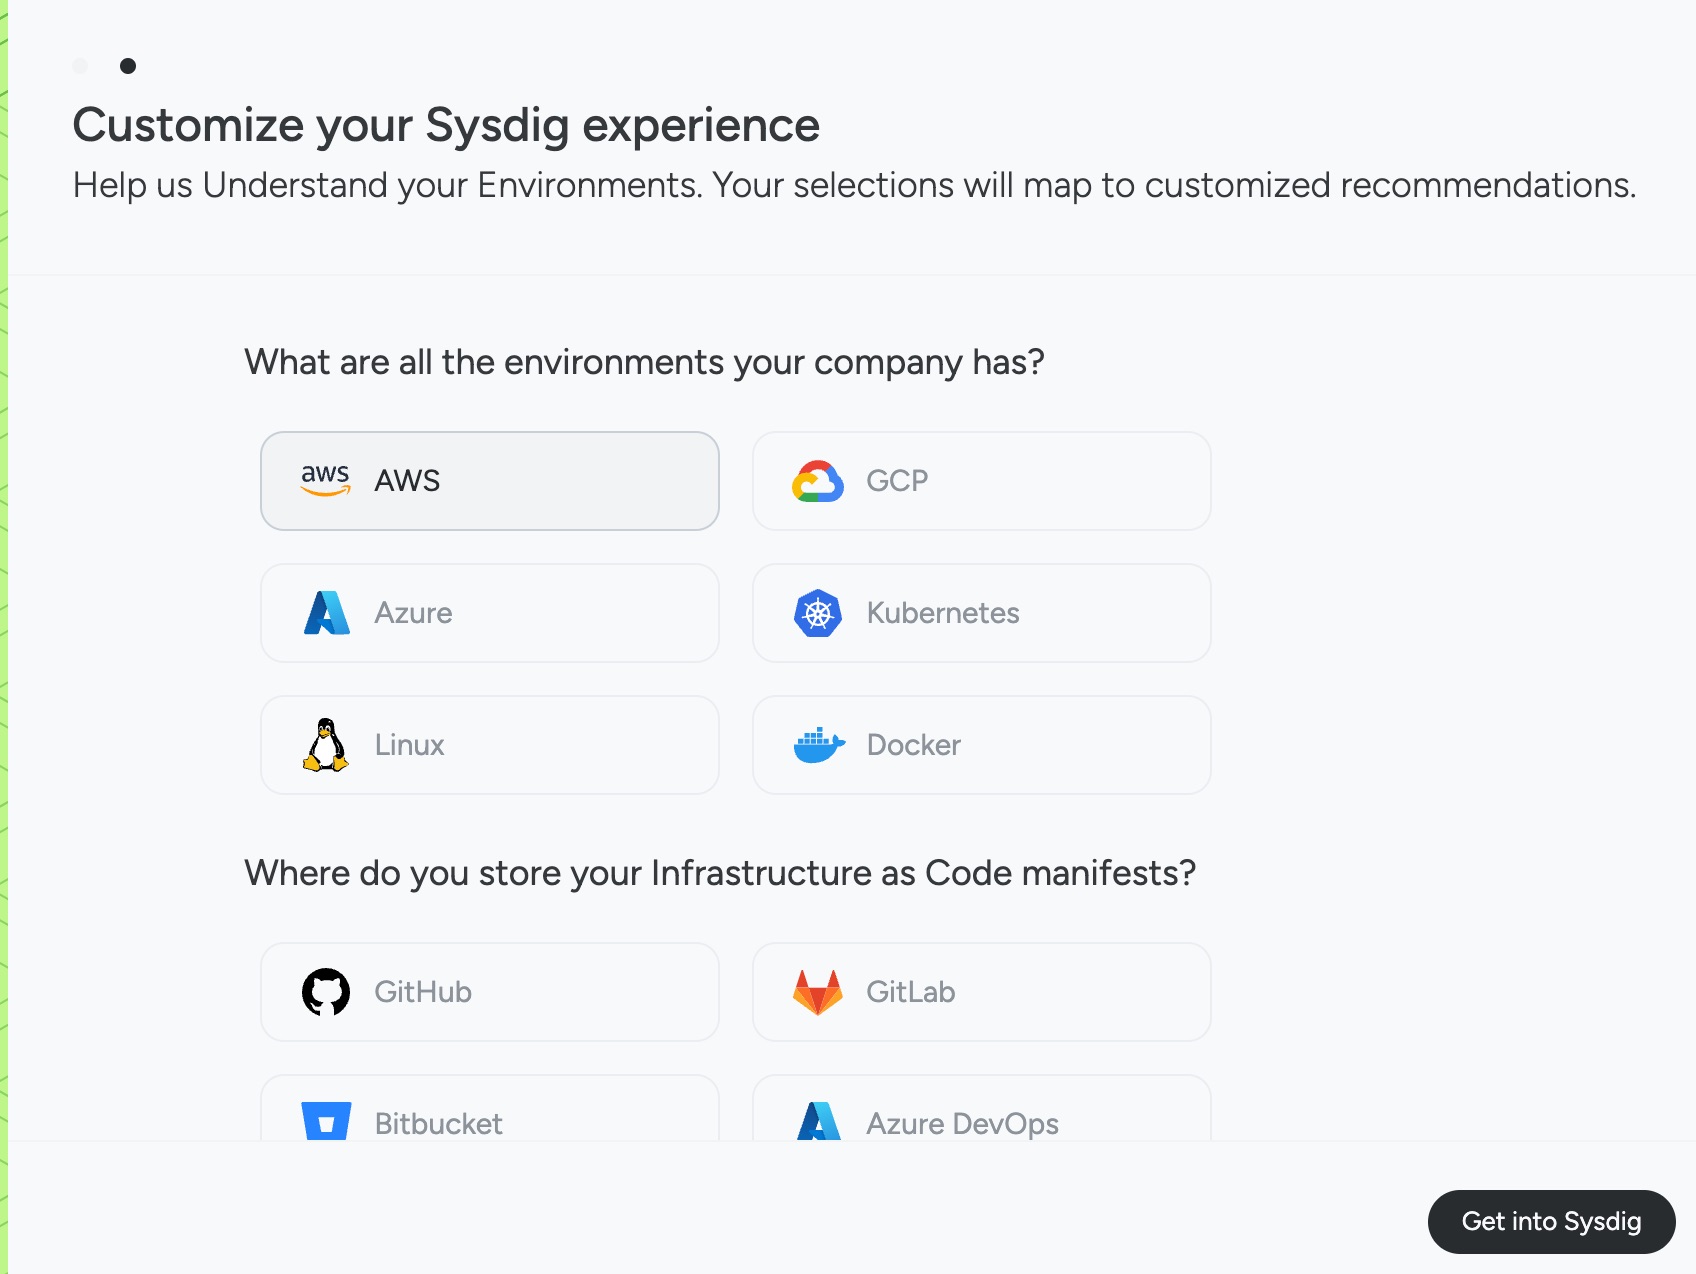 Customize your Sysdig experience
Help us Understand your Environments. Your selections will map to customized recommendations.
What are all the environments your company has?
aws AWS
GCP
Azure
Kubernetes
Linux
Docker
Where do you store your Infrastructure as Code manifests?
GitHub
GitLab
Bitbucket
Azure DevOps
Get into Sysdig